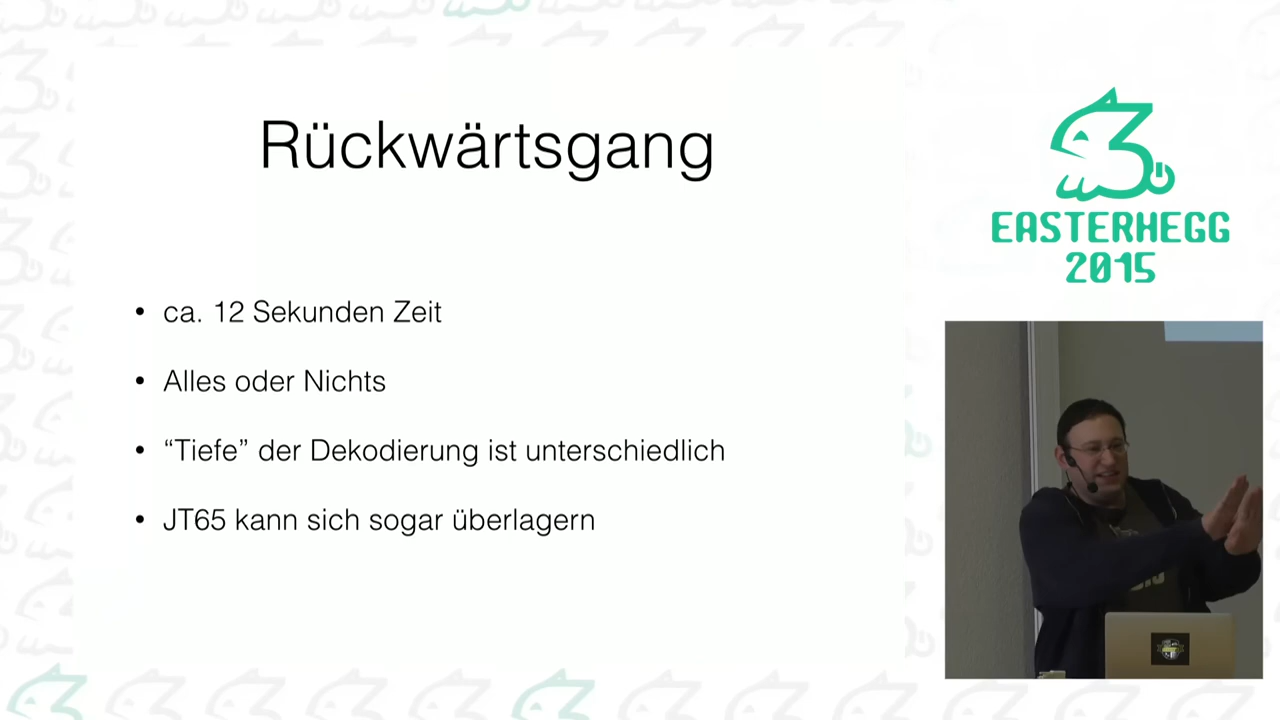 Rückwärtsgang
• ca. 12 Sekunden Zeit
• Alles oder Nichts
• “Tiefe” der Dekodierung ist unterschiedlich
• JT65 kann sich sogar überlagern
EASTERHEGG
2015